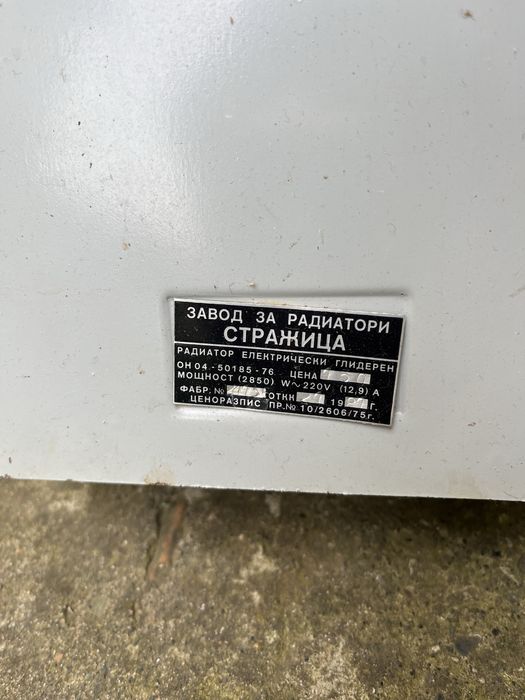 ЗАВОД ЗА РАДИАТОРИ
СТРАЖИЦА
РАДИАТОР ЕЛЕКТРИЧЕСКИ ГЛИДЕРЕН
ОН 04-50185-76. ЦЕНА
МОЩНОСТ (2850) W~220V (12,9) А
ФАБР. № ОТКН 19 г.
ЦЕНОРАЗПИС ПР.№ 10/2606/75г.